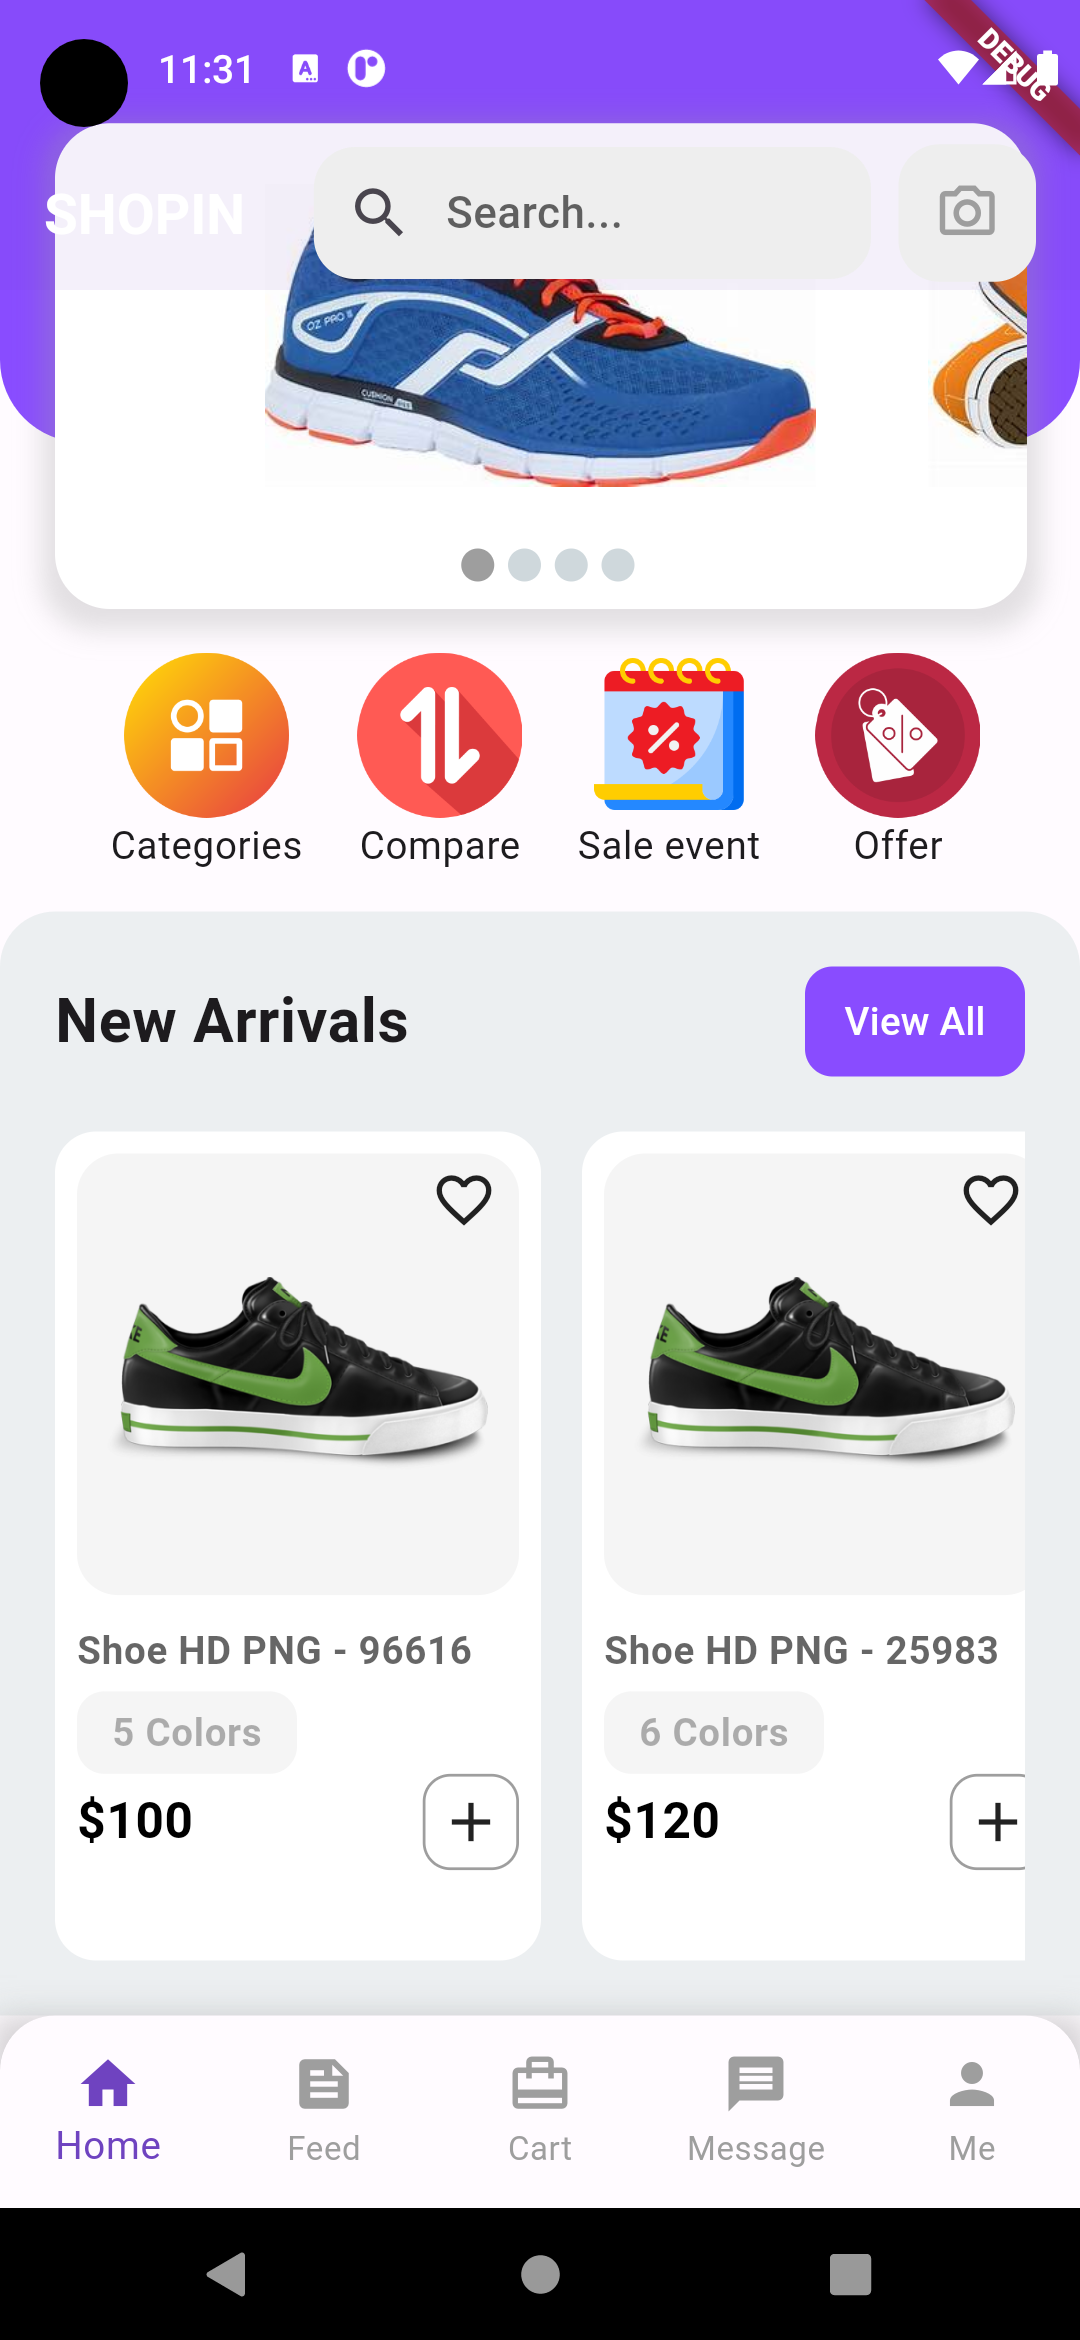 11:31
DEBUG
SHOPIN
Search...
OZ PRO
CUSHION
Categories
Compare
Sale event
Offer
New Arrivals
View All
Shoe HD PNG - 96616
Shoe HD PNG - 25983
5 Colors
6 Colors
$100
$120
Home
Feed
Cart
Message
Me